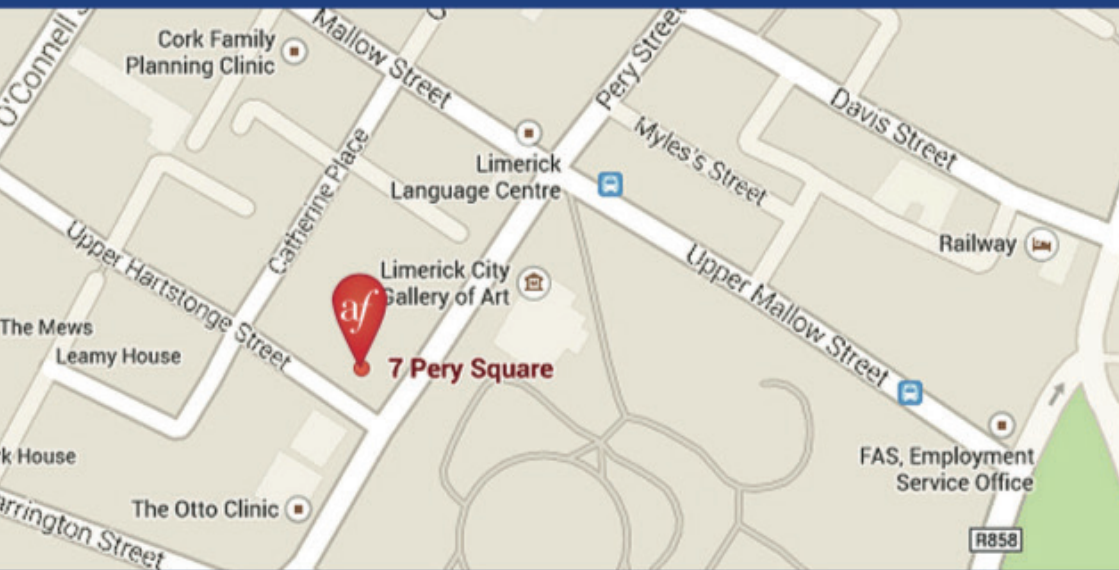 O'Connell
Cork Family
Planning Clinic
Mallow Street
Pery Street
Davis Street
Myles's Street
Limerick
Language Centre
Catherine Place
Railway
Upper Hartstonge Street
Limerick City
Gallery of Art
Upper Mallow Street
af
The Mews
Leamy House
7 Pery Square
House
FAS, Employment
Service Office
The Otto Clinic
arrington Street
R858